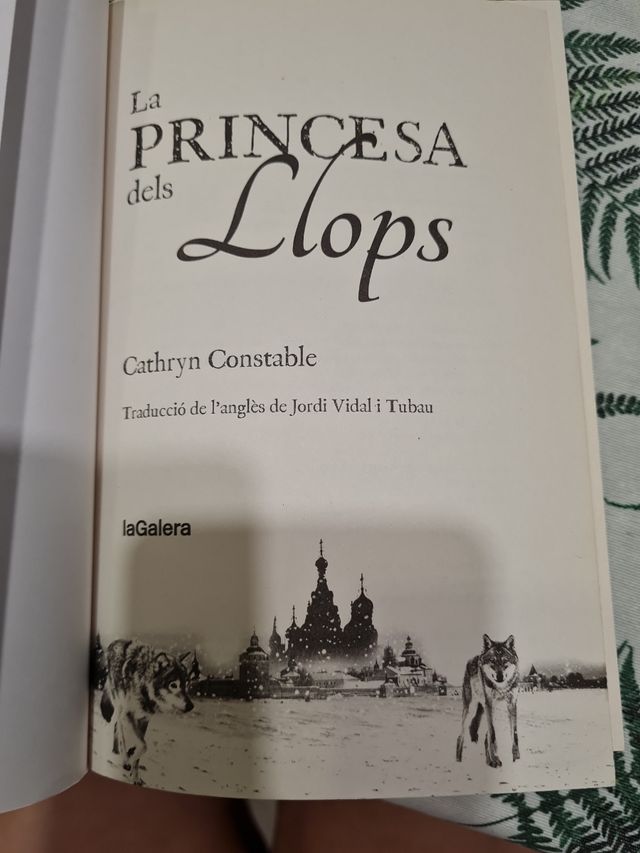 La
PRINCESA
dels
Llops
Cathryn Constable
Traducció de l'anglès de Jordi Vidal i Tubau
laGalera